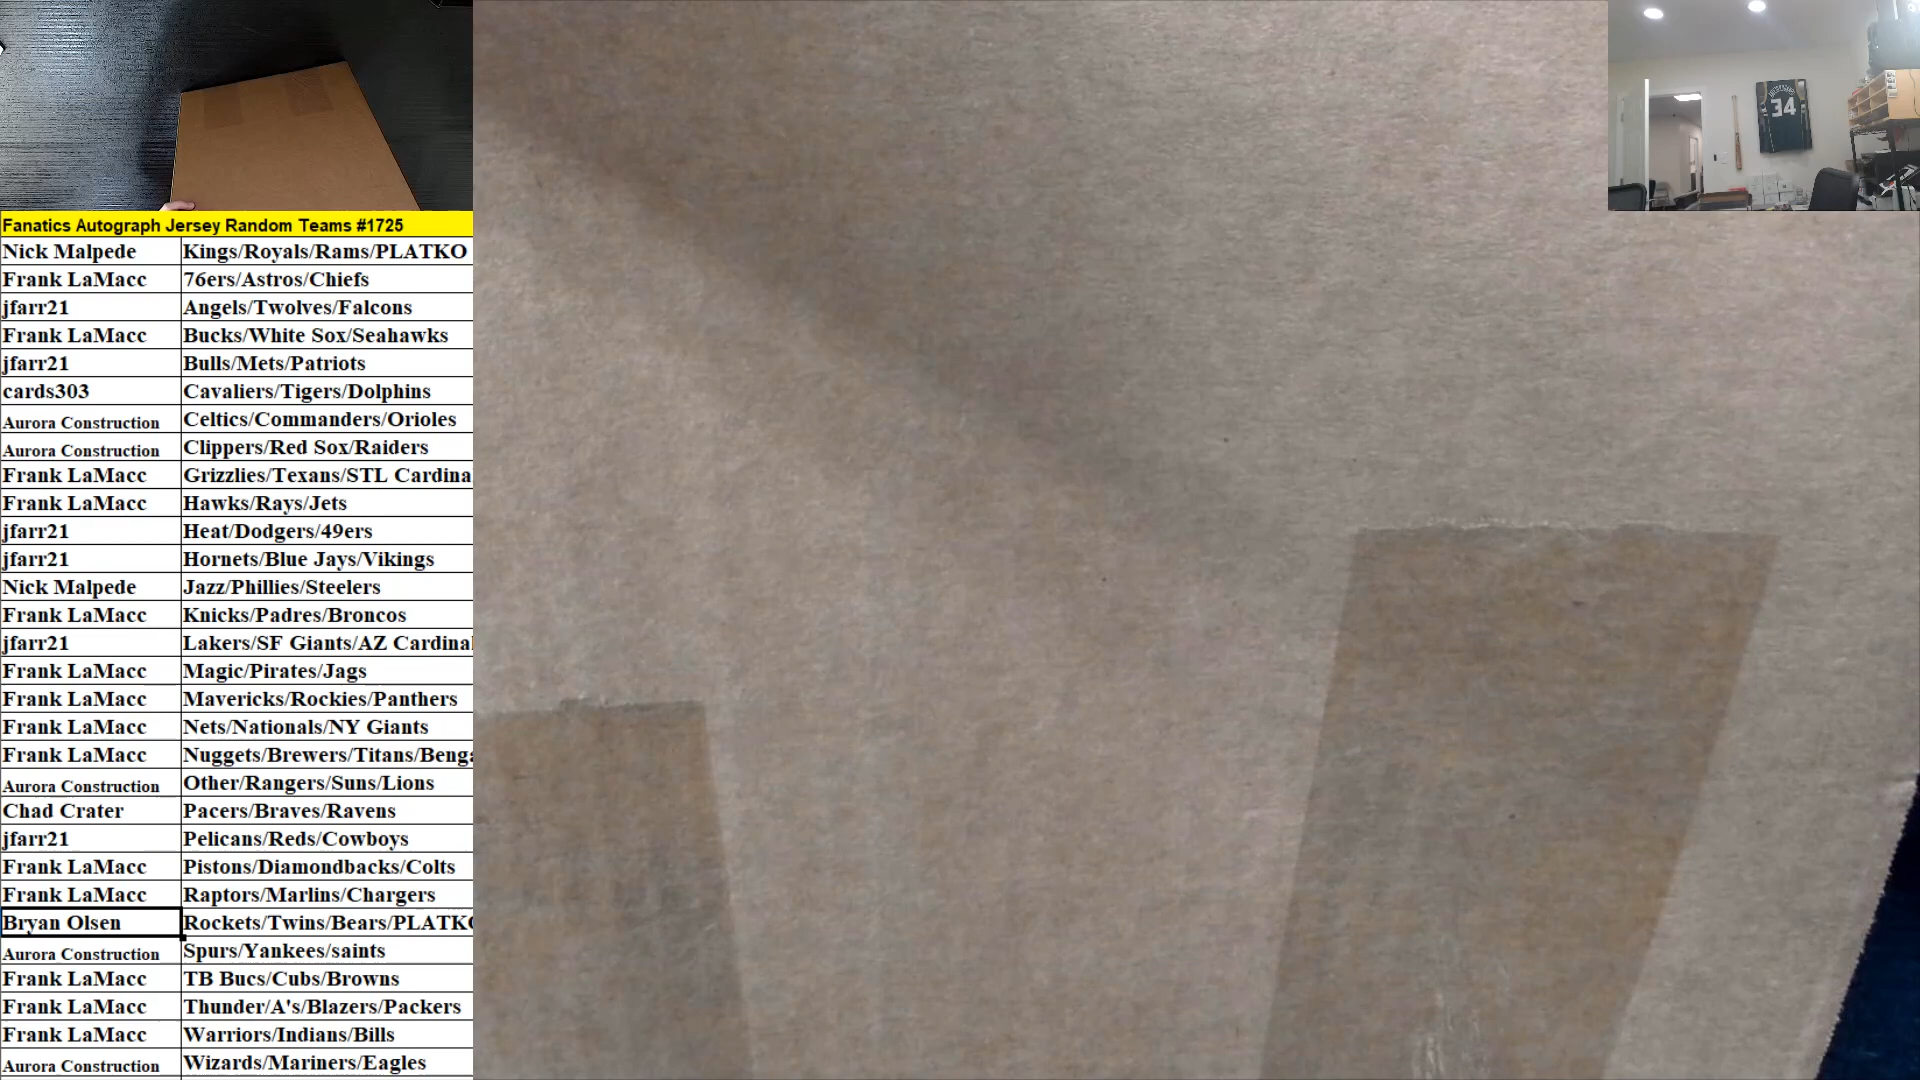 Fanatics Autograph Jersey Random Teams #1725
Nick Malpede Kings/Royals/Rams/PLATKO
Frank LaMacc 76ers/Astros/Chiefs
jfarr21 Angels/Twolves/Falcons
Frank LaMacc Bucks/White Sox/Seahawks
jfarr21 Bulls/Mets/Patriots
cards303 Cavaliers/Tigers/Dolphins
Aurora Construction Celtics/Commanders/Orioles
Aurora Construction Clippers/Red Sox/Raiders
Frank LaMacc Grizzlies/Texans/STL Cardina
Frank LaMacc Hawks/Rays/Jets
jfarr21 Heat/Dodgers/49ers
jfarr21 Hornets/Blue Jays/Vikings
Nick Malpede Jazz/Phillies/Steelers
Frank LaMacc Knicks/Padres/Broncos
jfarr21 Lakers/SF Giants/AZ Cardinal
Frank LaMacc Magic/Pirates/Jags
Frank LaMacc Mavericks/Rockies/Panthers
Frank LaMacc Nets/Nationals/NY Giants
Frank LaMacc Nuggets/Brewers/Titans/Benga
Aurora Construction Other/Rangers/Suns/Lions
Chad Crater Pacers/Braves/Ravens
jfarr21 Pelicans/Reds/Cowboys
Frank LaMacc Pistons/Diamondbacks/Colts
Frank LaMacc Raptors/Marlins/Chargers
Bryan Olsen Rockets/Twins/Bears/PLATKO
Aurora Construction Spurs/Yankees/saints
Frank LaMacc TB Bucs/Cubs/Browns
Frank LaMacc Thunder/A's/Blazers/Packers
Frank LaMacc Warriors/Indians/Bills
Aurora Construction Wizards/Mariners/Eagles
34